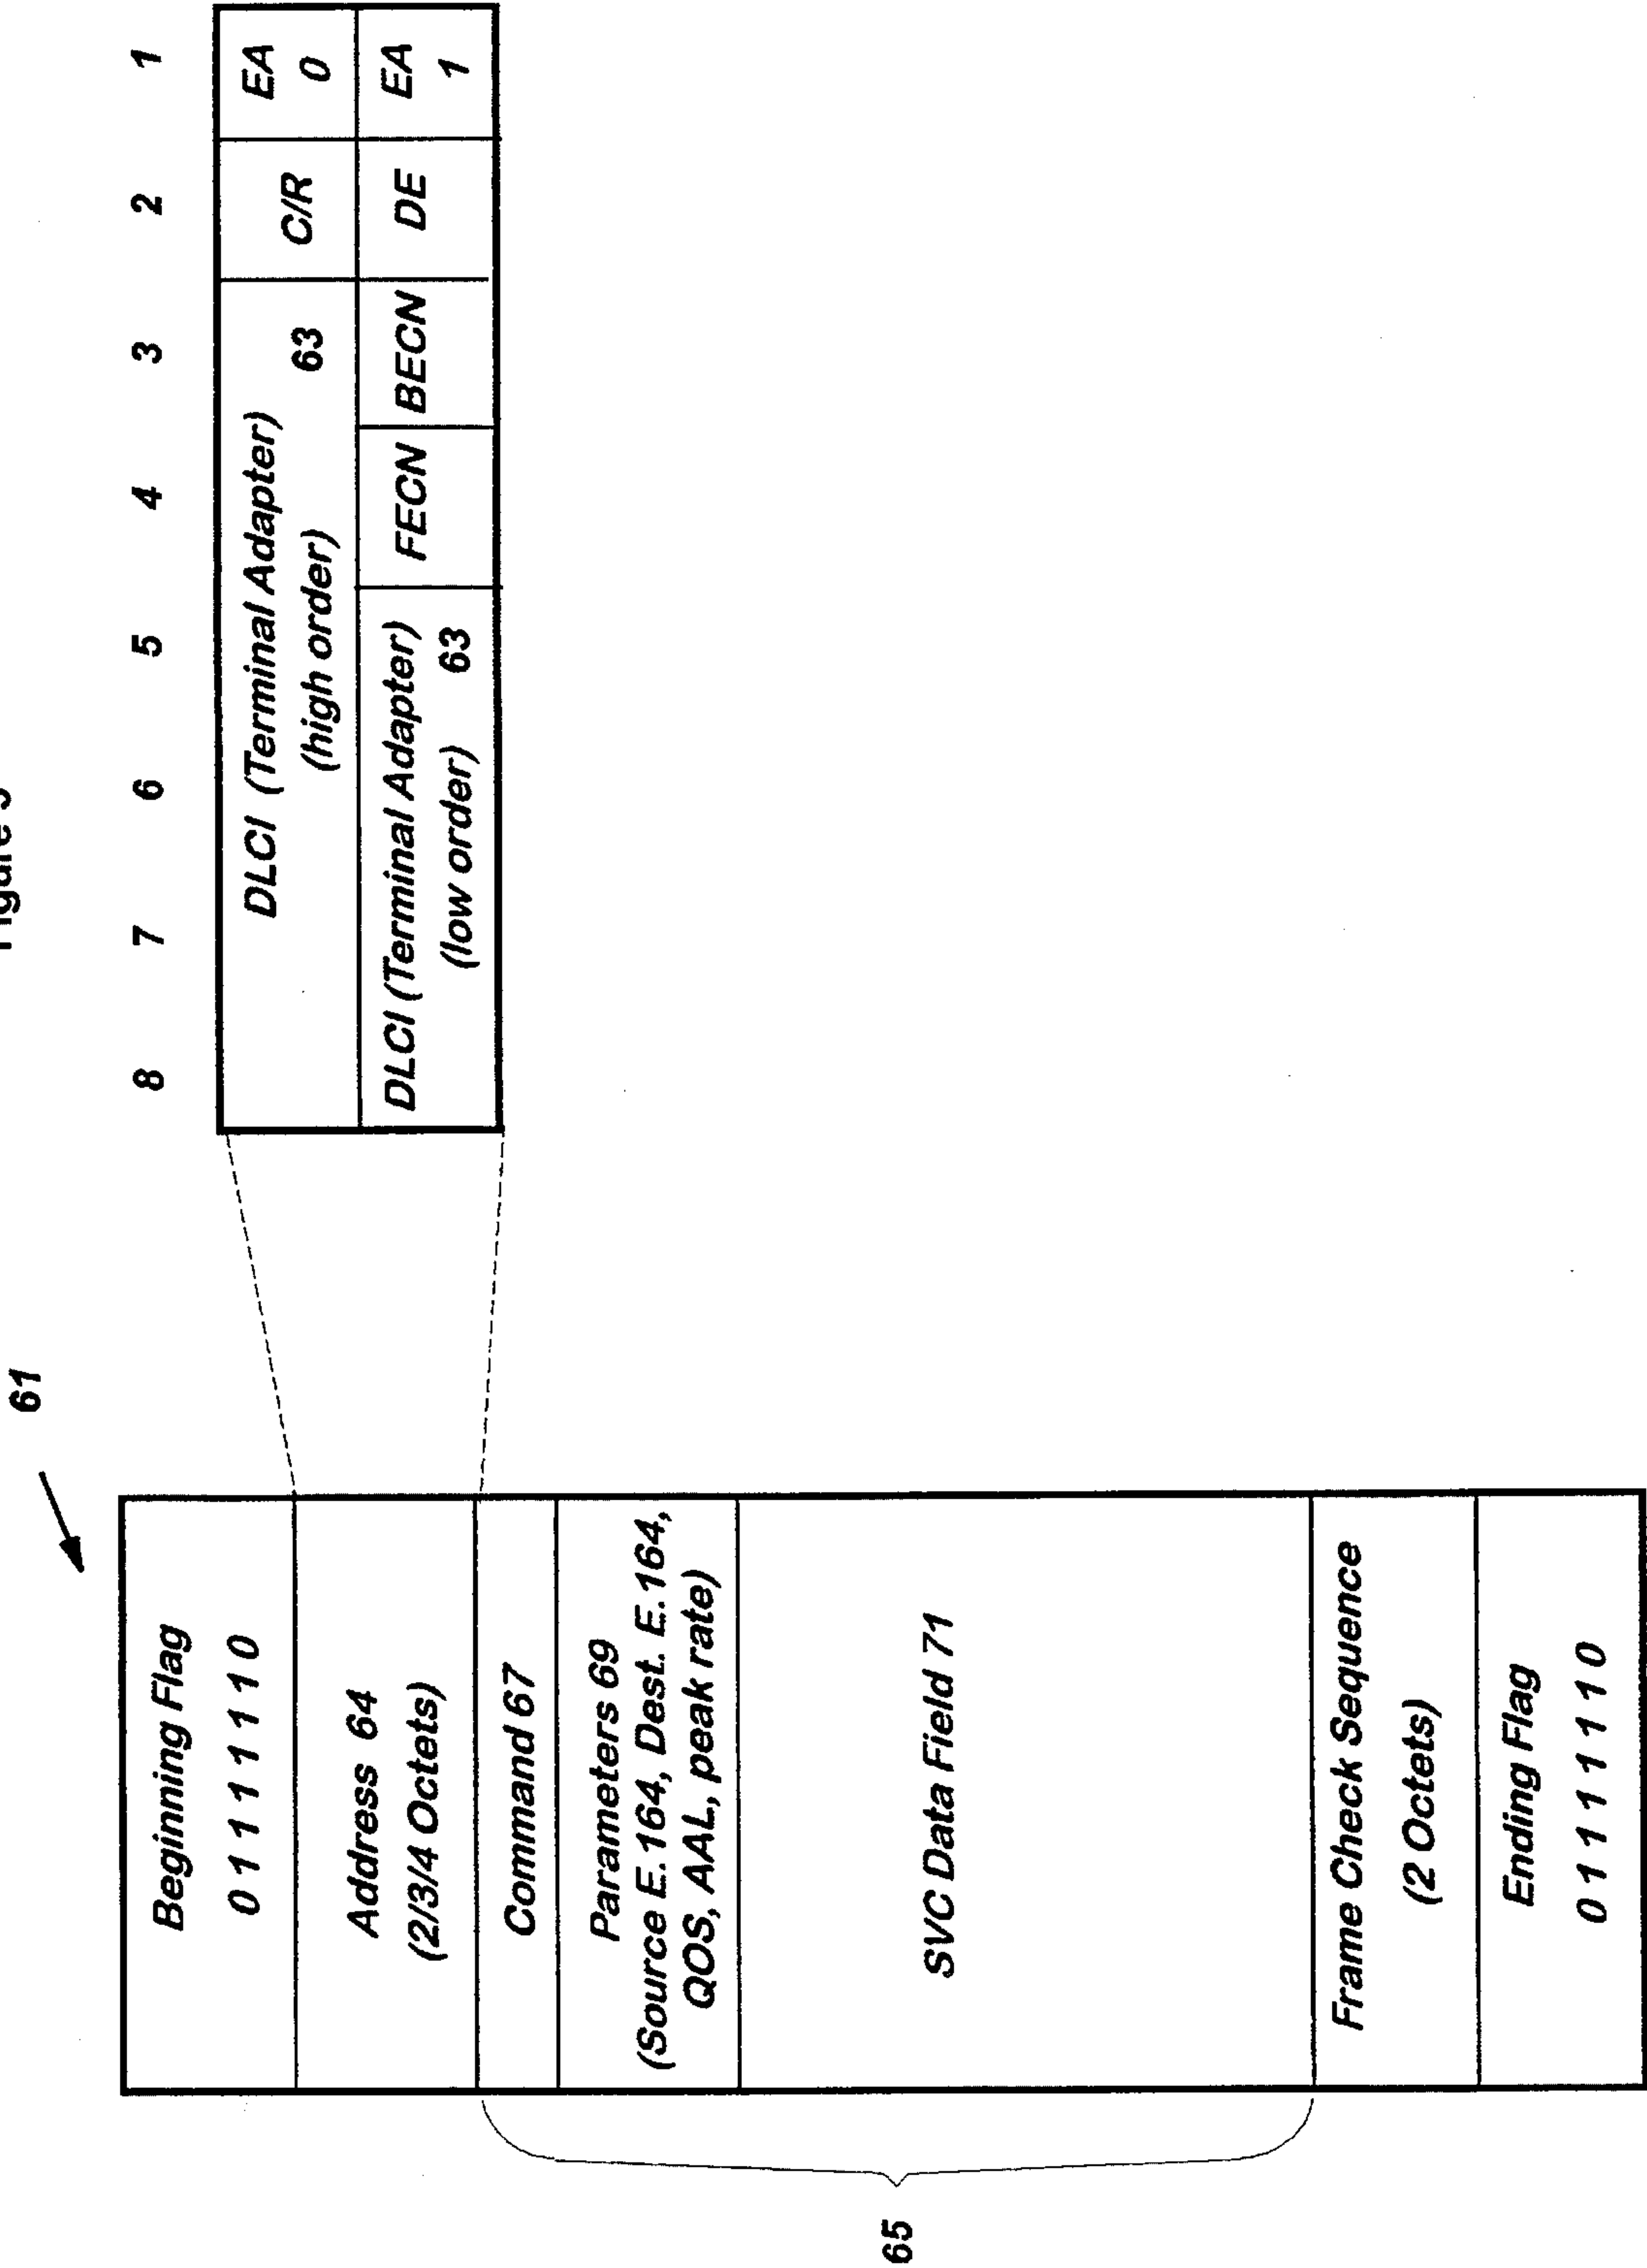 Figure
61
8 7 6 5 4 3 2 1
Beginning Flag
0 1 1 1 1 1 1 0
Address 64
(2/3/4 Octets)
Command 67
Parameters 69
(Source E.164, Dest. E.164,
QOS, AAL, peak rate)
SVC Data Field 71
Frame Check Sequence
(2 Octets)
Ending Flag
0 1 1 1 1 1 1 0
65
DLCI (Terminal Adapter)
(high order) 63
C/R
EA
0
DLCI (Terminal Adapter)
(low order) 63
FECN
BECN
DE
EA
1